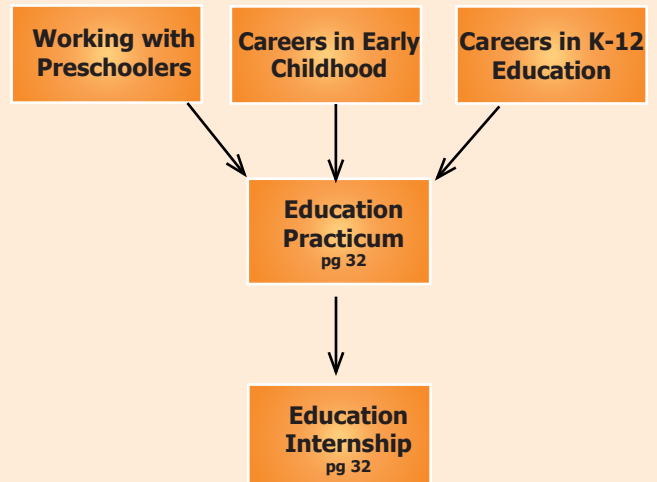 Working with
Preschoolers
Careers in Early
Childhood
Careers in K-12
Education
Education
Practicum
pg 32
Education
Internship
pg 32